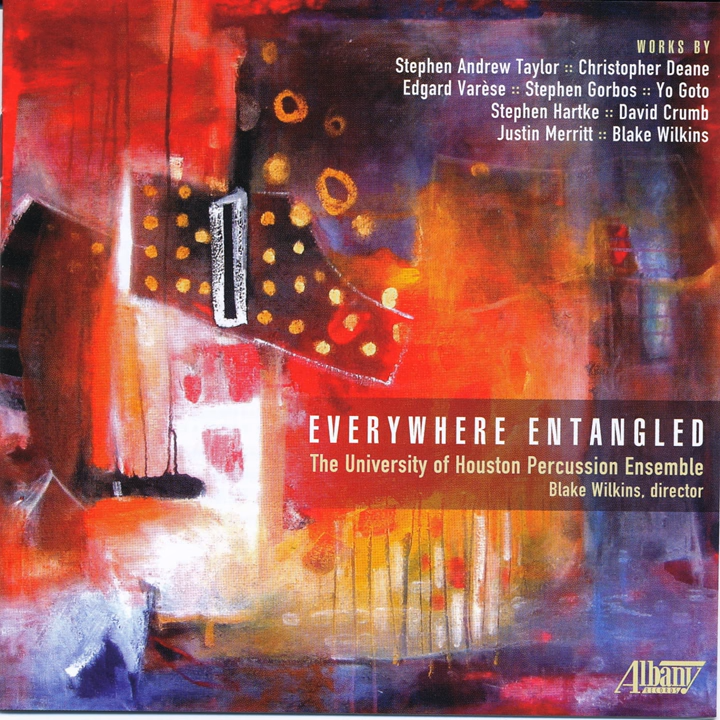 WORKS BY
Stephen Andrew Taylor :: Christopher Deane
Edgard Varèse :: Stephen Gorbos :: Yo Goto
Stephen Hartke :: David Crumb
Justin Merritt :: Blake Wilkins
EVERYWHERE ENTANGLED
The University of Houston Percussion Ensemble
Blake Wilkins, director
Albany
RECORDS